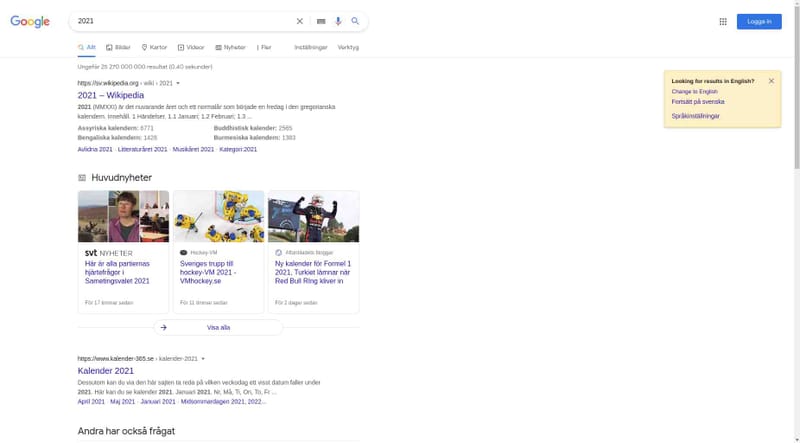 Google
2021
Logga in
Allt
Bilder
Kartor
Videor
Nyheter
Fler
Inställningar
Verktyg
Ungefär 25 270 000 000 resultat (0,40 sekunder)
https://sv.wikipedia.org › wiki › 2021
2021 – Wikipedia
2021 (MMXXI) är det nuvarande året och ett normalår som började en fredag i den gregorianska
kalendern. Innehåll. 1 Händelser. 1.1 Januari; 1.2 Februari; 1.3 ...
Assyriska kalendern: 6771
Buddhistisk kalender: 2565
Bengaliska kalendern: 1428
Burmesiska kalendern: 1383
Avlidna 2021 · Litteraturåret 2021 · Musikåret 2021 · Kategori:2021
Looking for results in English?
Change to English
Fortsätt på svenska
Språkinställningar
Huvudnyheter
svt NYHETER
Här är alla partiernas
hjärtefrågor i
Sametingsvalet 2021
För 17 timmar sedan
Hockey-VM
Sveriges trupp till
hockey-VM 2021 -
VMhockey.se
För 11 timmar sedan
Aftonbladets bloggar
Ny kalender för Formel 1
2021, Turkiet lämnar när
Red Bull Ring kliver in
För 2 dagar sedan
Visa alla
https://www.kalender-365.se › kalender-2021
Kalender 2021
Dessutom kan du via den här sajten ta reda på vilken veckodag ett visst datum faller under
2021. Här kan du se kalender 2021. Januari 2021. Nr, Må, Ti, On, To, Fr ...
April 2021 · Maj 2021 · Januari 2021 · Midsommardagen 2021, 2022...
Andra har också frågat